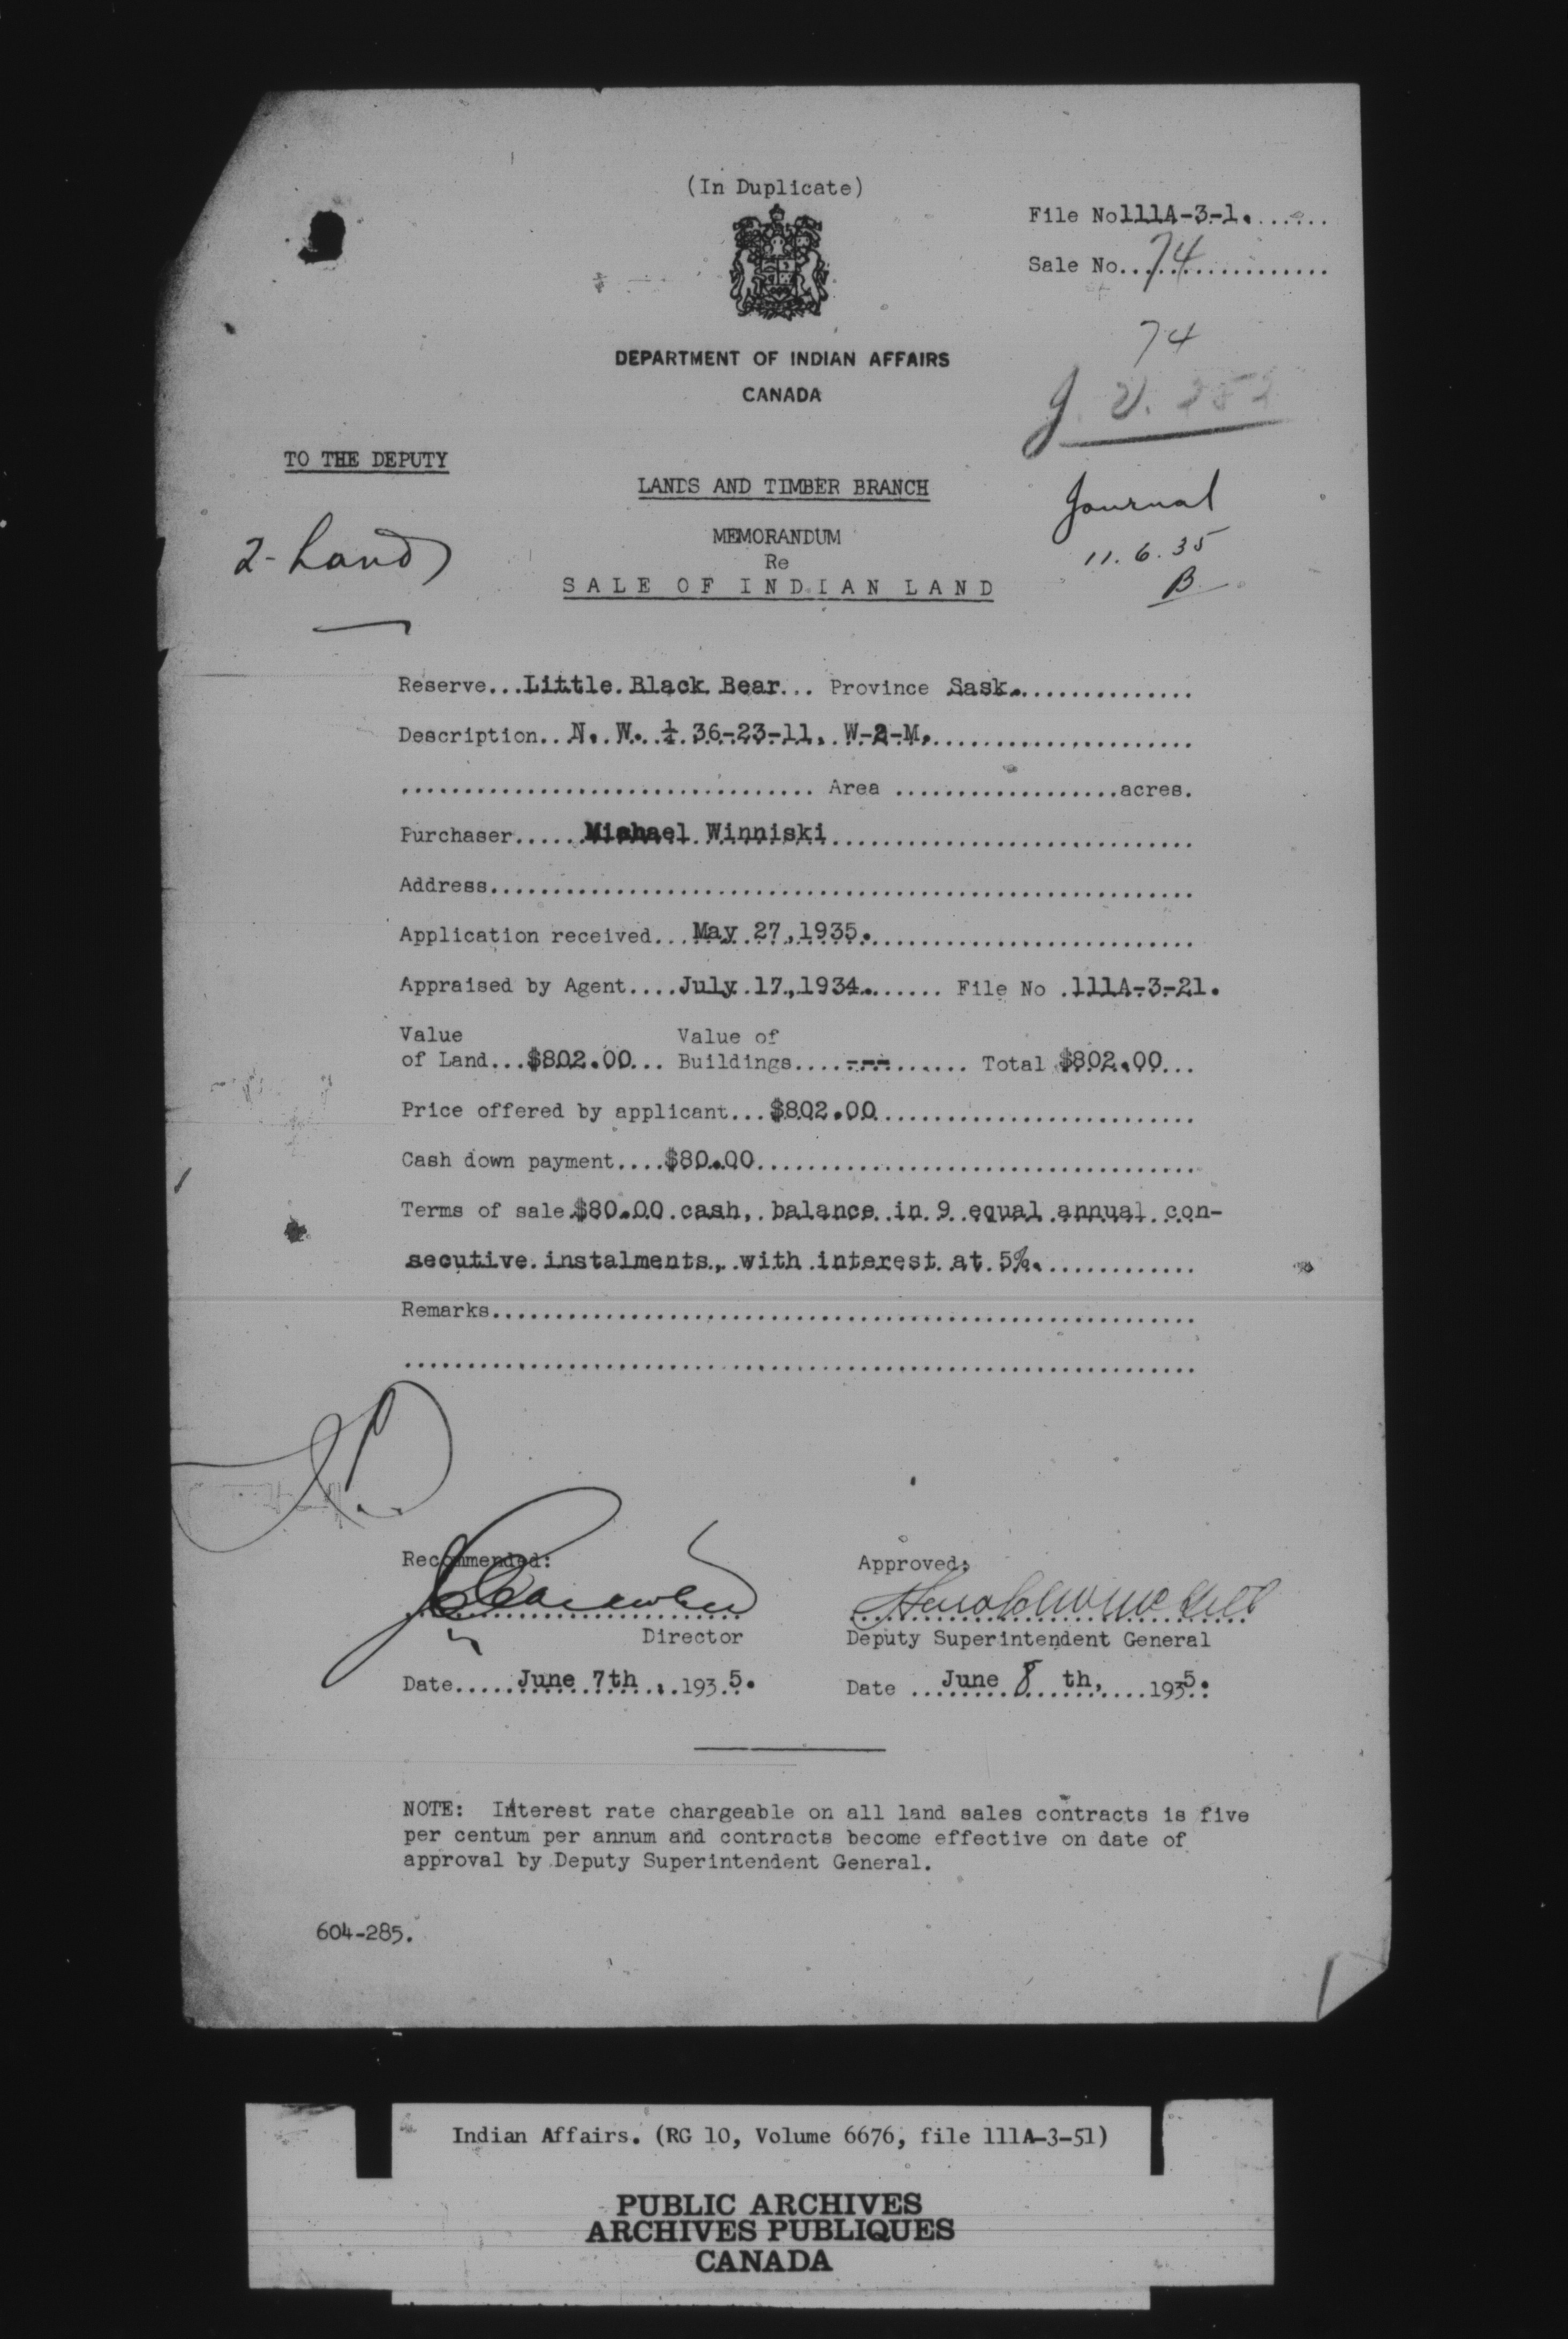 (In Duplicate)
File No111A-3-1.......
Sale No..74................
74
DEPARTMENT OF INDIAN AFFAIRS
CANADA
TO THE DEPUTY
LANDS AND TIMBER BRANCH
Journal
11.6.35
B
2-Land
MEMORANDUM
Re
SALE OF INDIAN LAND
Reserve...Little Black Bear... Province Sask...............
Description..N. W. ¼ 36-23-11, W-2-M,.....................
................................. Area ..................acres.
Purchaser......Michael Winniski.............................
Address........................................................
Application received...May 27,1935...........................
Appraised by Agent....July 17,1934....... File No .111A-3-21.
Value Value of
of Land...$802.00... Buildings....---....... Total $802.00...
Price offered by applicant...$802.00.........................
Cash down payment....$80.00...................................
Terms of sale.$80.00 cash, balance in 9 equal annual con-
secutive instalments, with interest at 5%.............
Remarks........................................................
...............................................................
Recommended: Approved:
Harold W McGill
Director Deputy Superintendent General
Date.....June 7th , ..1935. Date ...June 8 th,....1935.
NOTE: Interest rate chargeable on all land sales contracts is five
per centum per annum and contracts become effective on date of
approval by Deputy Superintendent General.
604-285.
Indian Affairs. (RG 10, Volume 6676, file 111A-3-51)
PUBLIC ARCHIVES
ARCHIVES PUBLIQUES
CANADA